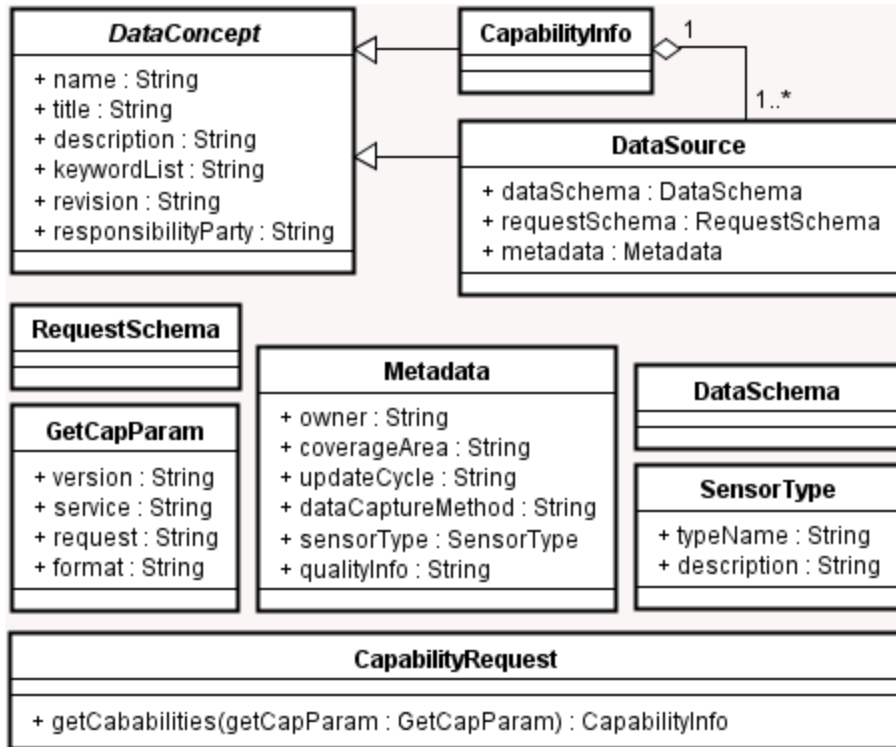 DataConcept
+ name : String
+ title : String
+ description : String
+ keywordList : String
+ revision : String
+ responsibilityParty : String
CapabilityInfo
1
1..*
DataSource
+ dataSchema : DataSchema
+ requestSchema : RequestSchema
+ metadata : Metadata
RequestSchema
GetCapParam
+ version : String
+ service : String
+ request : String
+ format : String
Metadata
+ owner : String
+ coverageArea : String
+ updateCycle : String
+ dataCaptureMethod : String
+ sensorType : SensorType
+ qualityInfo : String
DataSchema
SensorType
+ typeName : String
+ description : String
CapabilityRequest
+ getCababilities(getCapParam : GetCapParam) : CapabilityInfo